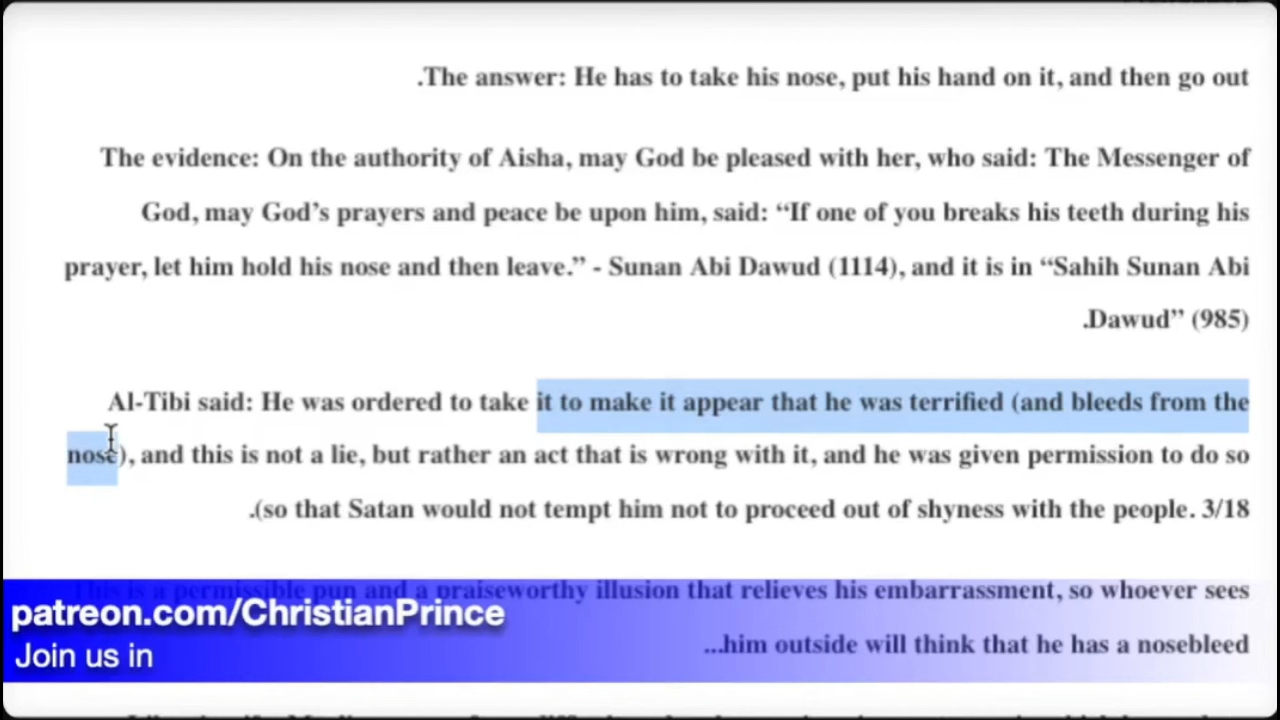 .The answer: He has to take his nose, put his hand on it, and then go out
The evidence: On the authority of Aisha, may God be pleased with her, who said: The Messenger of
God, may God’s prayers and peace be upon him, said: “If one of you breaks his teeth during his
prayer, let him hold his nose and then leave.” - Sunan Abi Dawud (1114), and it is in “Sahih Sunan Abi
.Dawud” (985)
Al-Tibi said: He was ordered to take it to make it appear that he was terrified (and bleeds from the
nose), and this is not a lie, but rather an act that is wrong with it, and he was given permission to do so
.(so that Satan would not tempt him not to proceed out of shyness with the people. 3/18
This is a permissible pun and a praiseworthy illusion that relieves his embarrassment, so whoever sees
...him outside will think that he has a nosebleed
patreon.com/ChristianPrince
Join us in